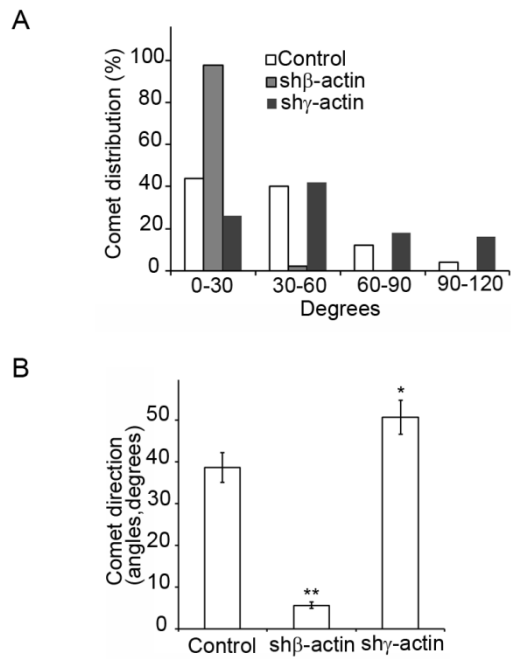 A
Comet distribution (%)
100
80
60
40
20
0
Control
shβ-actin
shγ-actin
0-30 30-60 60-90 90-120
Degrees
B
Comet direction
(angles,degrees)
50
40
30
20
10
0
*
**
Control shβ-actin shγ-actin